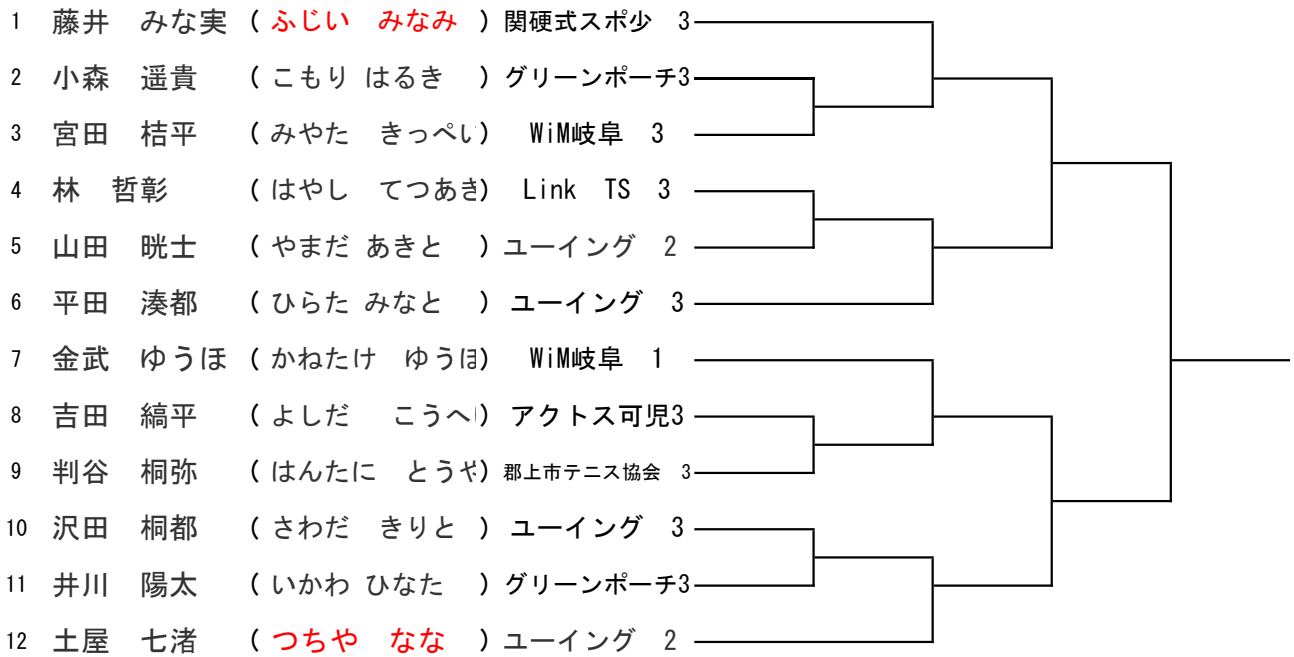 1 藤井 みな実 ( ふじい みなみ ) 関硬式スポ少 3
2 小森 遥貴 ( こもり はるき ) グリーンポーチ3
3 宮田 桔平 ( みやた きっぺい) WiM岐阜 3
4 林 哲彰 ( はやし てつあき) Link TS 3
5 山田 晄士 ( やまだ あきと ) ユーイング 2
6 平田 湊都 ( ひらた みなと ) ユーイング 3
7 金武 ゆうほ ( かねたけ ゆうほ) WiM岐阜 1
8 吉田 縞平 ( よしだ こうへい) アクトス可児3
9 判谷 桐弥 ( はんたに とうや) 郡上市テニス協会 3
10 沢田 桐都 ( さわだ きりと ) ユーイング 3
11 井川 陽太 ( いかわ ひなた ) グリーンポーチ3
12 土屋 七渚 ( つちや なな ) ユーイング 2